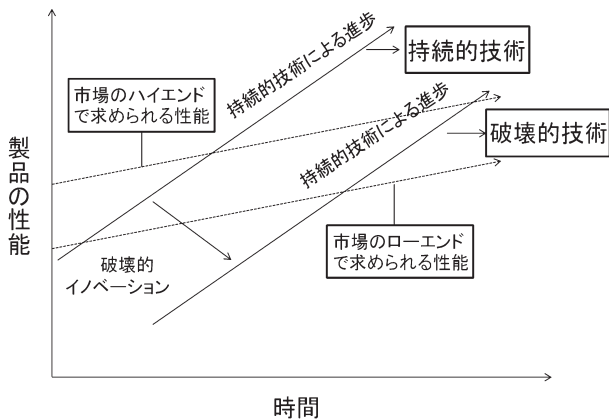 持続的技術による進歩
持続的技術
市場のハイエンド
で求められる性能
持続的技術による進歩
破壊的技術
製品の性能
市場のローエンド
で求められる性能
破壊的
イノベーション
時間